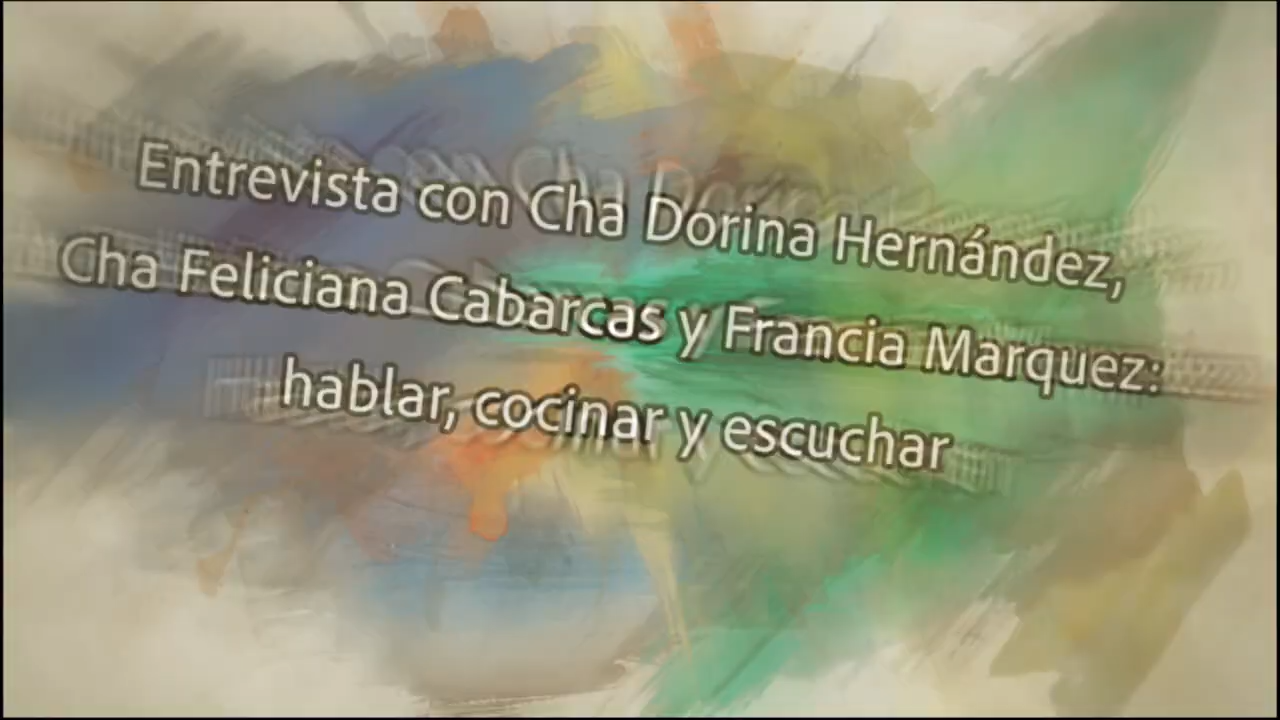 Entrevista con Cha Dorina Hernández,
Cha Feliciana Cabarcas y Francia Marquez:
hablar, cocinar y escuchar